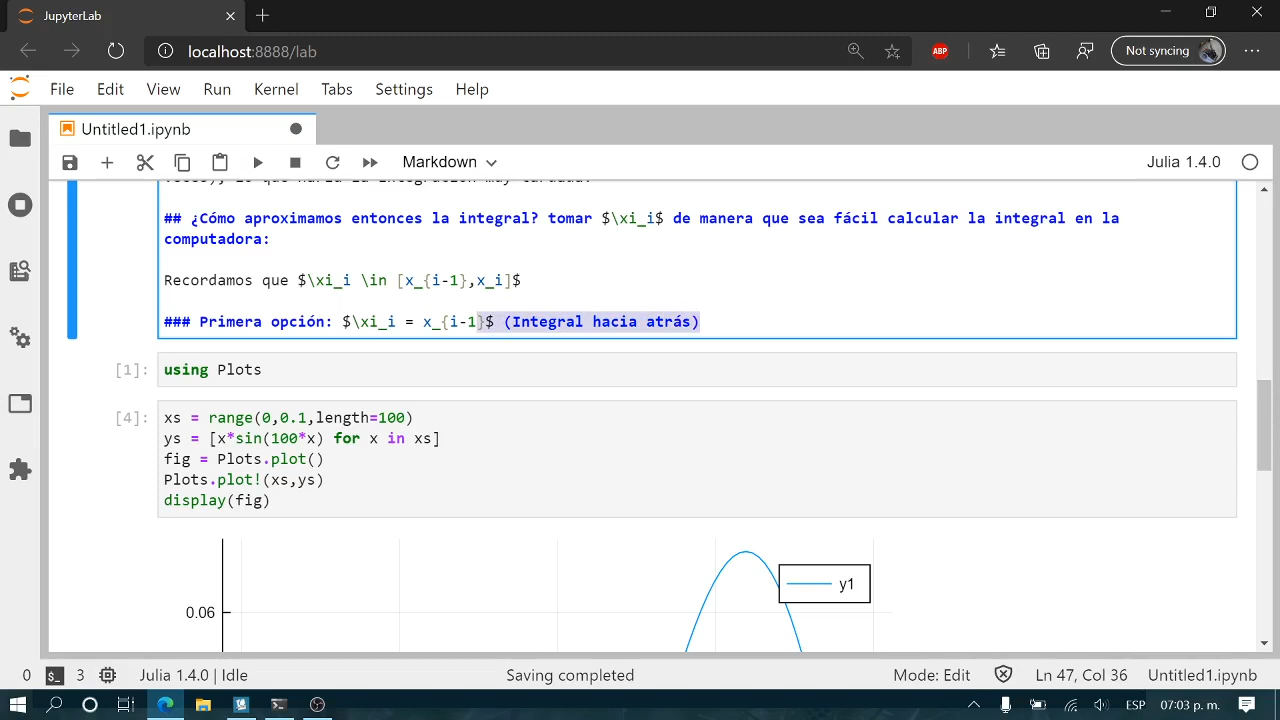 JupyterLab
localhost:8888/lab
ABP
Not syncing
File Edit View Run Kernel Tabs Settings Help
Untitled1.ipynb
Markdown
Julia 1.4.0
## ¿Cómo aproximamos entonces la integral? tomar $\xi_i$ de manera que sea fácil calcular la integral en la
computadora:
Recordamos que $\xi_i \in [x_{i-1},x_i]$
### Primera opción: $\xi_i = x_{i-1}$ (Integral hacia atrás)
[1]: using Plots
[4]: xs = range(0,0.1,length=100)
ys = [x*sin(100*x) for x in xs]
fig = Plots.plot()
Plots.plot!(xs,ys)
display(fig)
y1
0.06
0 $_ 3 Julia 1.4.0 | Idle Saving completed Mode: Edit Ln 47, Col 36 Untitled1.ipynb
ESP 07:03 p. m.